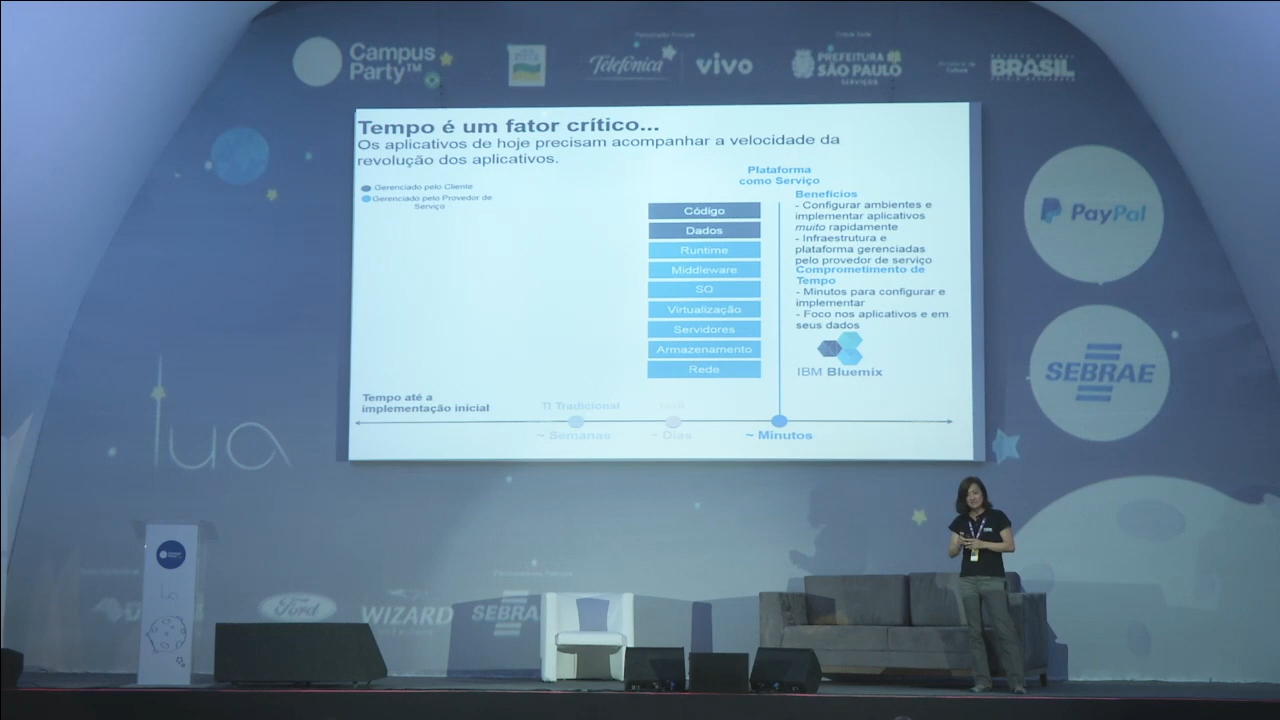 Campus
Party™
Telefônica
vivo
PREFEITURA DE
SÃO PAULO
SERVIÇOS
BRASIL
Tempo é um fator crítico...
Os aplicativos de hoje precisam acompanhar a velocidade da
revolução dos aplicativos.
Gerenciado pelo Cliente
Gerenciado pelo Provedor de
Serviço
Plataforma
como Serviço
Código
Dados
Runtime
Middleware
SO
Virtualização
Servidores
Armazenamento
Rede
Benefícios
- Configurar ambientes e
implementar aplicativos
muito rapidamente
- Infraestrutura e
plataforma gerenciadas
pelo provedor de serviço
Comprometimento de
Tempo
- Minutos para configurar e
implementar
- Foco nos aplicativos e em
seus dados
IBM Bluemix
Tempo até a
implementação inicial
TI Tradicional
~ Semanas
~ Dias
~ Minutos
PayPal
SEBRAE
lua
Ford
WIZARD
SEBRA